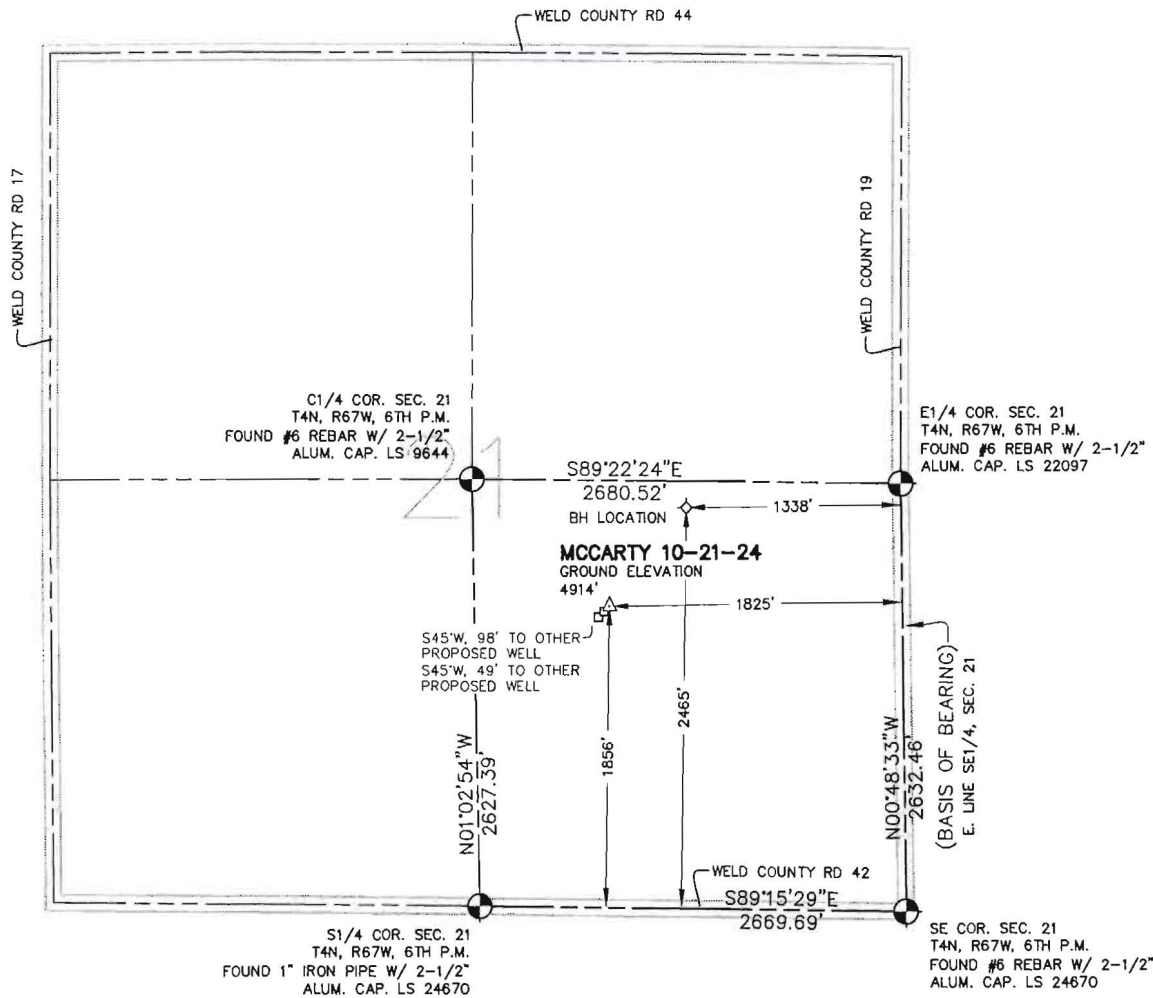 WELD COUNTY RD 44
WELD COUNTY RD 17
WELD COUNTY RD 19
C1/4 COR. SEC. 21
T4N, R67W, 6TH P.M.
FOUND #6 REBAR W/ 2-1/2"
ALUM. CAP. LS 9644
21
E1/4 COR. SEC. 21
T4N, R67W, 6TH P.M.
FOUND #6 REBAR W/ 2-1/2"
ALUM. CAP. LS 22097
S89°22'24"E
2680.52'
BH LOCATION
1338'
MCCARTY 10-21-24
GROUND ELEVATION
4914'
1825'
S45°W, 98' TO OTHER
PROPOSED WELL
S45°W, 49' TO OTHER
PROPOSED WELL
1856'
2465'
N01°02'54"W
2627.39'
N00°48'33"W
2632.46'
(BASIS OF BEARING)
E. LINE SE1/4, SEC. 21
WELD COUNTY RD 42
S89°15'29"E
2669.69'
S1/4 COR. SEC. 21
T4N, R67W, 6TH P.M.
FOUND 1" IRON PIPE W/ 2-1/2"
ALUM. CAP. LS 24670
SE COR. SEC. 21
T4N, R67W, 6TH P.M.
FOUND #6 REBAR W/ 2-1/2"
ALUM. CAP. LS 24670